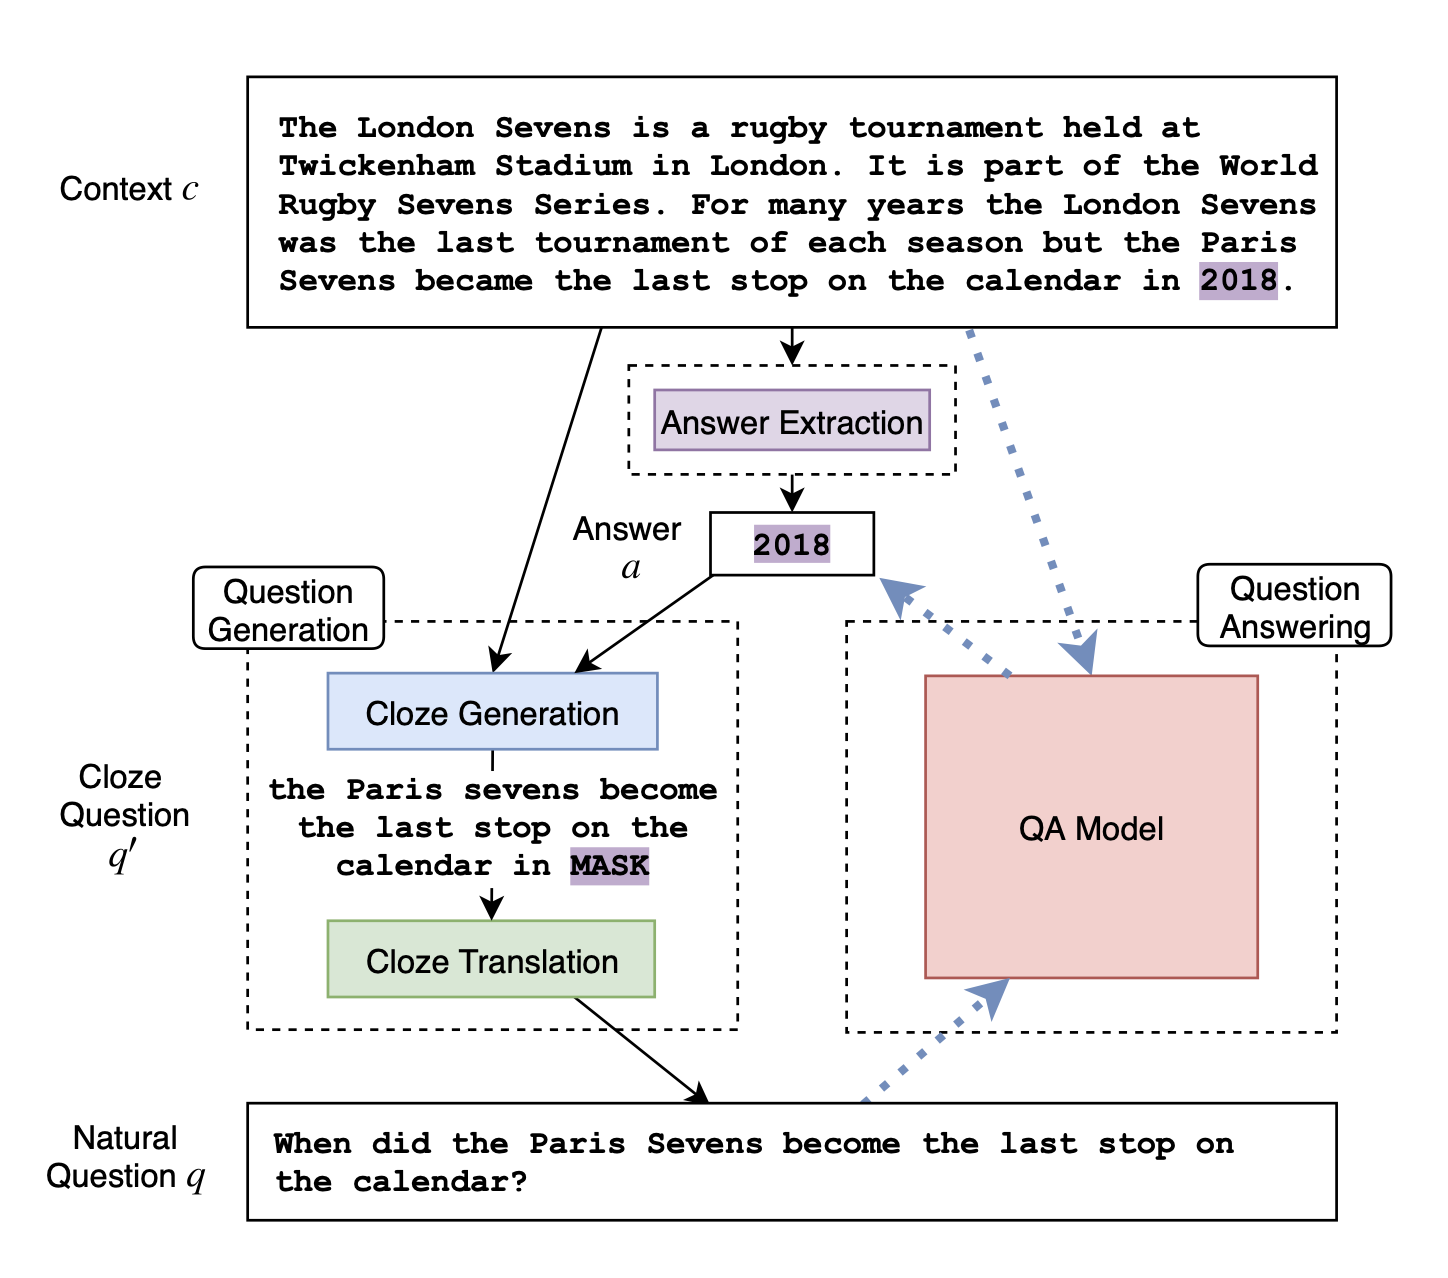 The London Sevens is a rugby tournament held at
Twickenham Stadium in London. It is part of the World
Rugby Sevens Series. For many years the London Sevens
was the last tournament of each season but the Paris
Sevens became the last stop on the calendar in 2018.
Context c
Answer Extraction
Answer
a
2018
Question
Generation
Question
Answering
Cloze Generation
Cloze
Question
q′
the Paris sevens become
the last stop on the
calendar in MASK
QA Model
Cloze Translation
Natural
Question q
When did the Paris Sevens become the last stop on
the calendar?